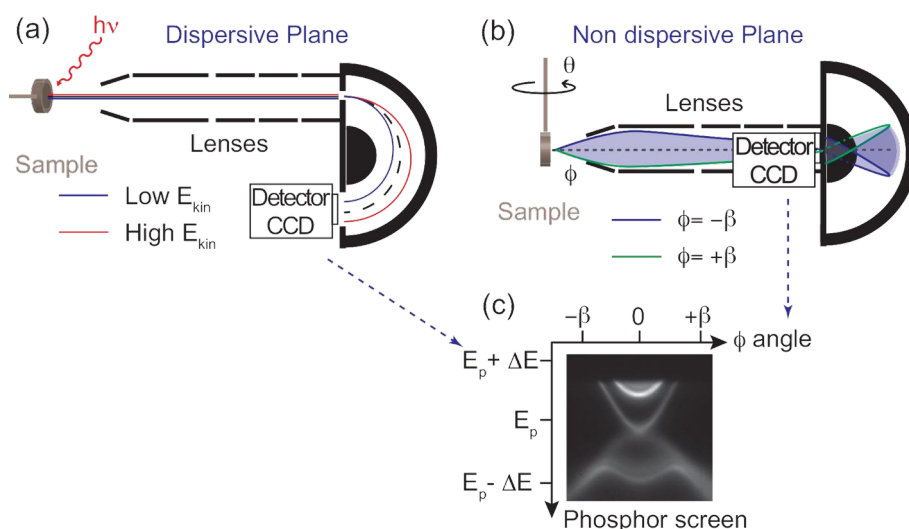 (a)
hν
Dispersive Plane
Lenses
Sample
Low E_kin
High E_kin
Detector
CCD
(b)
Non dispersive Plane
θ
Lenses
Detector
CCD
ϕ
Sample
ϕ= −β
ϕ= +β
(c)
−β 0 +β
ϕ angle
E_p + ΔE
E_p
E_p - ΔE
Phosphor screen